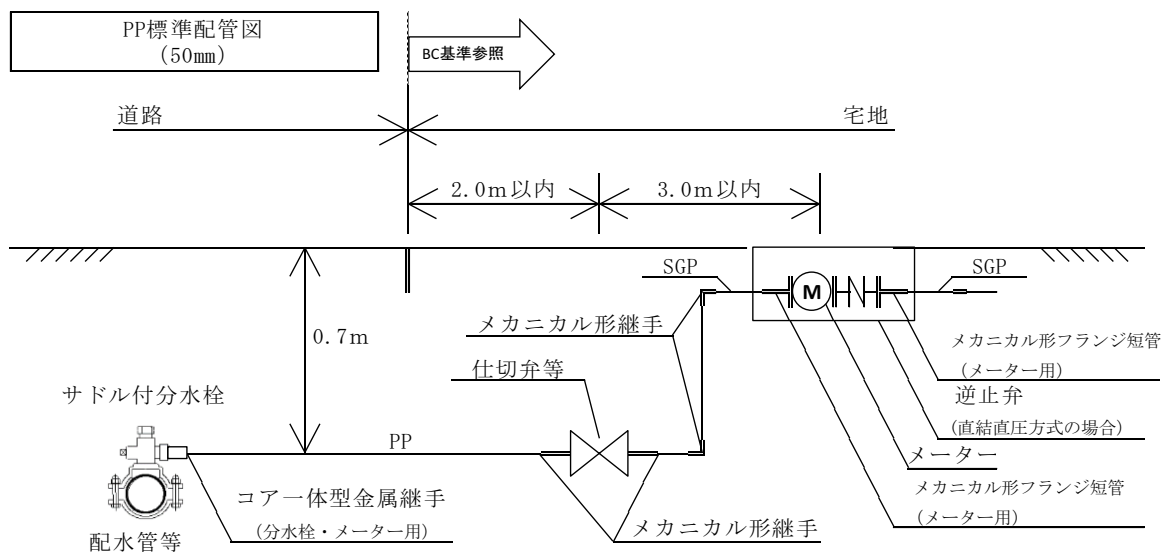 PP標準配管図
(50mm)
BC基準参照
道路
宅地
2.0m以内
3.0m以内
SGP
SGP
M
メカニカル形継手
0.7m
メカニカル形フランジ短管
(メーター用)
仕切弁等
サドル付分水栓
逆止弁
(直結直圧方式の場合)
PP
メーター
コア一体型金属継手
(分水栓・メーター用)
メカニカル形フランジ短管
(メーター用)
メカニカル形継手
配水管等